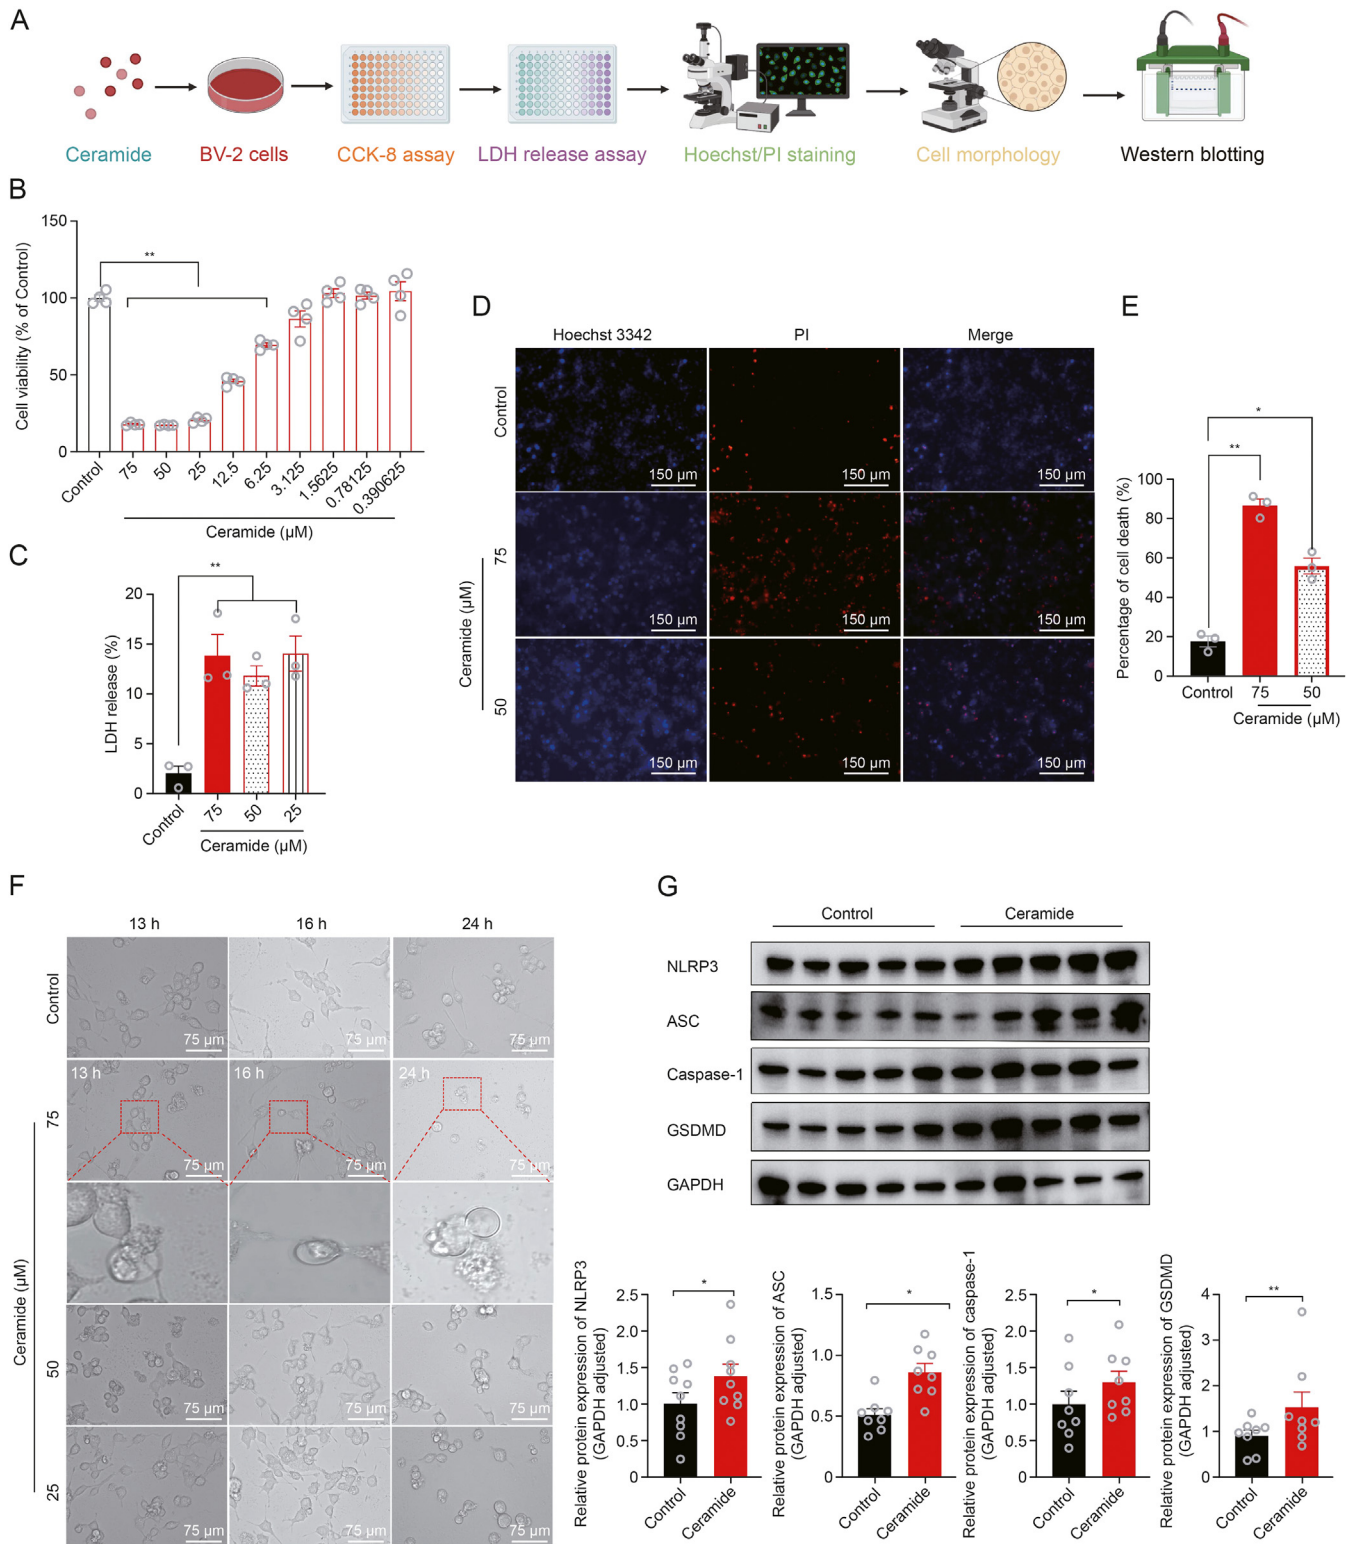 A
Ceramide
BV-2 cells
CCK-8 assay
LDH release assay
Hoechst/PI staining
Cell morphology
Western blotting
B
Cell viability (% of Control)
150
100
50
0
**
Control
75
50
25
12.5
6.25
3.125
1.5625
0.78125
0.390625
Ceramide (μM)
C
LDH release (%)
20
15
10
5
0
**
Control
75
50
25
Ceramide (μM)
D
Hoechst 3342
PI
Merge
Control
150 μm
150 μm
150 μm
Ceramide (μM)
75
150 μm
150 μm
150 μm
50
150 μm
150 μm
150 μm
E
Percentage of cell death (%)
100
80
60
40
20
0
*
**
Control
75
50
Ceramide (μM)
F
13 h
16 h
24 h
Control
75 μm
75 μm
75 μm
Ceramide (μM)
75
13 h
16 h
24 h
75 μm
75 μm
75 μm
50
75 μm
75 μm
75 μm
25
75 μm
75 μm
75 μm
G
Control
Ceramide
NLRP3
ASC
Caspase-1
GSDMD
GAPDH
Relative protein expression of NLRP3
(GAPDH adjusted)
2.5
2.0
1.5
1.0
0.5
0
*
Control
Ceramide
Relative protein expression of ASC
(GAPDH adjusted)
1.5
1.0
0.5
0
*
Control
Ceramide
Relative protein expression of caspase-1
(GAPDH adjusted)
2.5
2.0
1.5
1.0
0.5
0
*
Control
Ceramide
Relative protein expression of GSDMD
(GAPDH adjusted)
4
3
2
1
0
**
Control
Ceramide